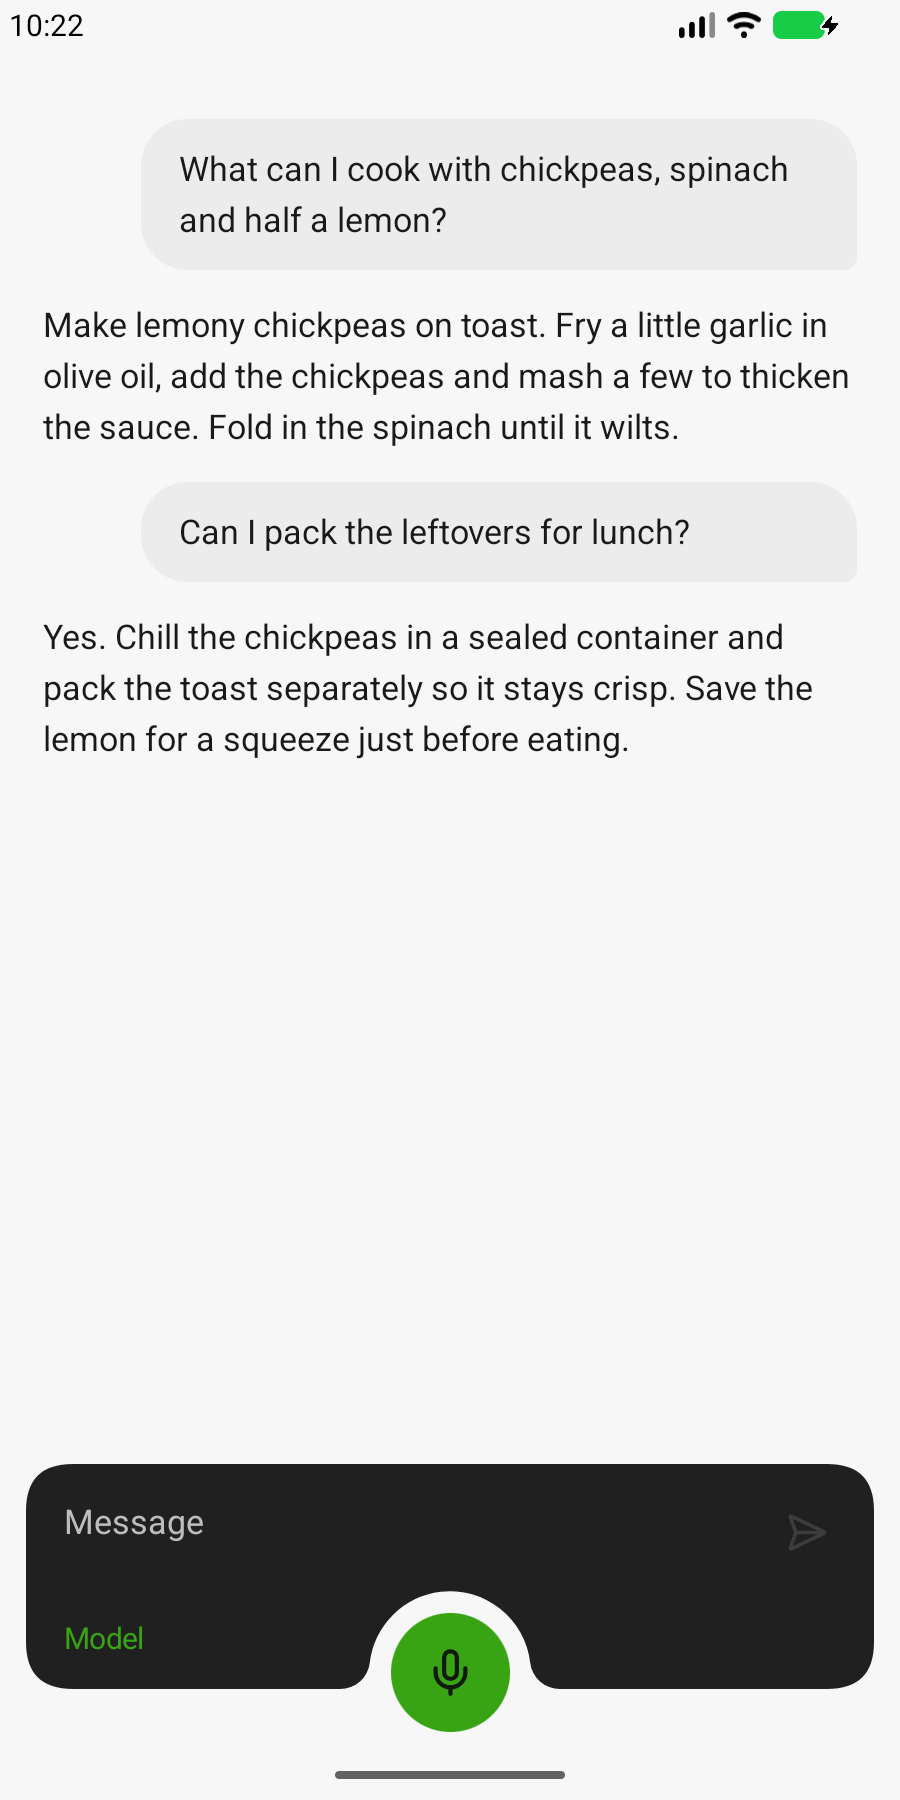 10:22
What can I cook with chickpeas, spinach
and half a lemon?
Make lemony chickpeas on toast. Fry a little garlic in
olive oil, add the chickpeas and mash a few to thicken
the sauce. Fold in the spinach until it wilts.
Can I pack the leftovers for lunch?
Yes. Chill the chickpeas in a sealed container and
pack the toast separately so it stays crisp. Save the
lemon for a squeeze just before eating.
Message
Model